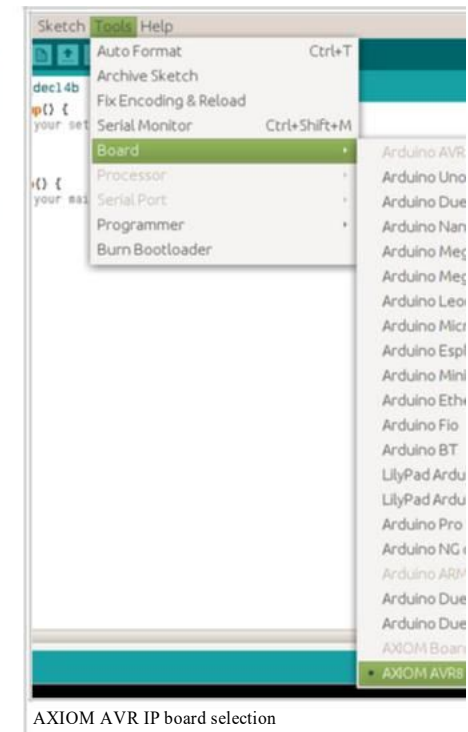 Sketch Tools Help
Auto Format Ctrl+T
Archive Sketch
Fix Encoding & Reload
Serial Monitor Ctrl+Shift+M
Board
Processor
Serial Port
Programmer
Burn Bootloader
decl4b
() {
your set
() {
your mai
Arduino AVR
Arduino Uno
Arduino Due
Arduino Nan
Arduino Meg
Arduino Meg
Arduino Leo
Arduino Micr
Arduino Espl
Arduino Mini
Arduino Ethe
Arduino Fio
Arduino BT
LilyPad Ardu
LilyPad Ardu
Arduino Pro
Arduino NG
Arduino ARM
Arduino Due
Arduino Due
AXIOM Boar
AXIOM AVR8
AXIOM AVR IP board selection